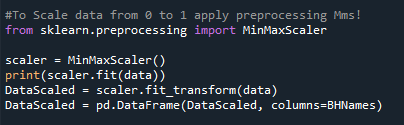 #To Scale data from 0 to 1 apply preprocessing Mms!
from sklearn.preprocessing import MinMaxScaler
scaler = MinMaxScaler()
print(scaler.fit(data))
DataScaled = scaler.fit_transform(data)
DataScaled = pd.DataFrame(DataScaled, columns=BHNames)